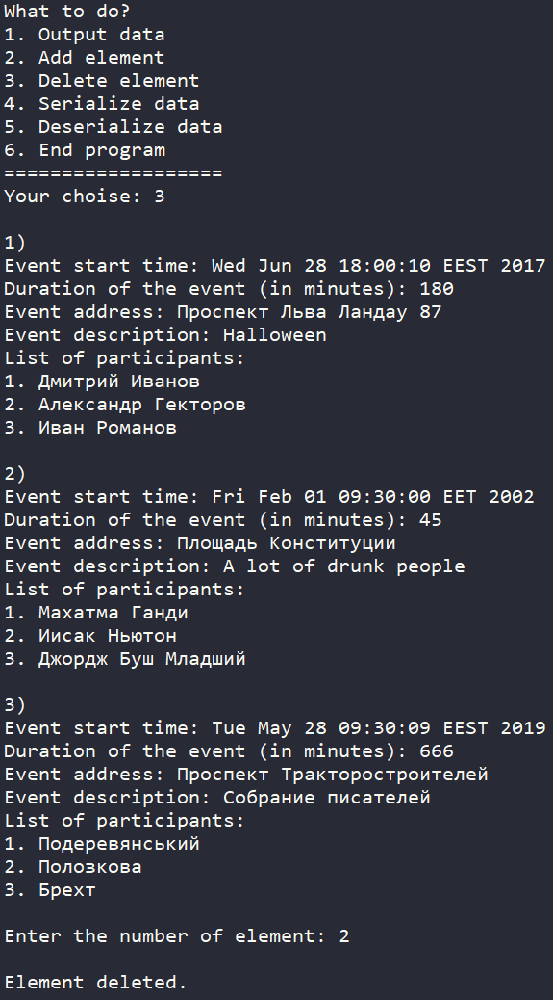 What to do?
1. Output data
2. Add element
3. Delete element
4. Serialize data
5. Deserialize data
6. End program
===================
Your choise: 3
1)
Event start time: Wed Jun 28 18:00:10 EEST 2017
Duration of the event (in minutes): 180
Event address: Проспект Льва Ландау 87
Event description: Halloween
List of participants:
1. Дмитрий Иванов
2. Александр Гекторов
3. Иван Романов
2)
Event start time: Fri Feb 01 09:30:00 EET 2002
Duration of the event (in minutes): 45
Event address: Площадь Конституции
Event description: A lot of drunk people
List of participants:
1. Махатма Ганди
2. Иисак Ньютон
3. Джордж Буш Младший
3)
Event start time: Tue May 28 09:30:09 EEST 2019
Duration of the event (in minutes): 666
Event address: Проспект Тракторостроителей
Event description: Собрание писателей
List of participants:
1. Подеревянський
2. Полозкова
3. Брехт
Enter the number of element: 2
Element deleted.